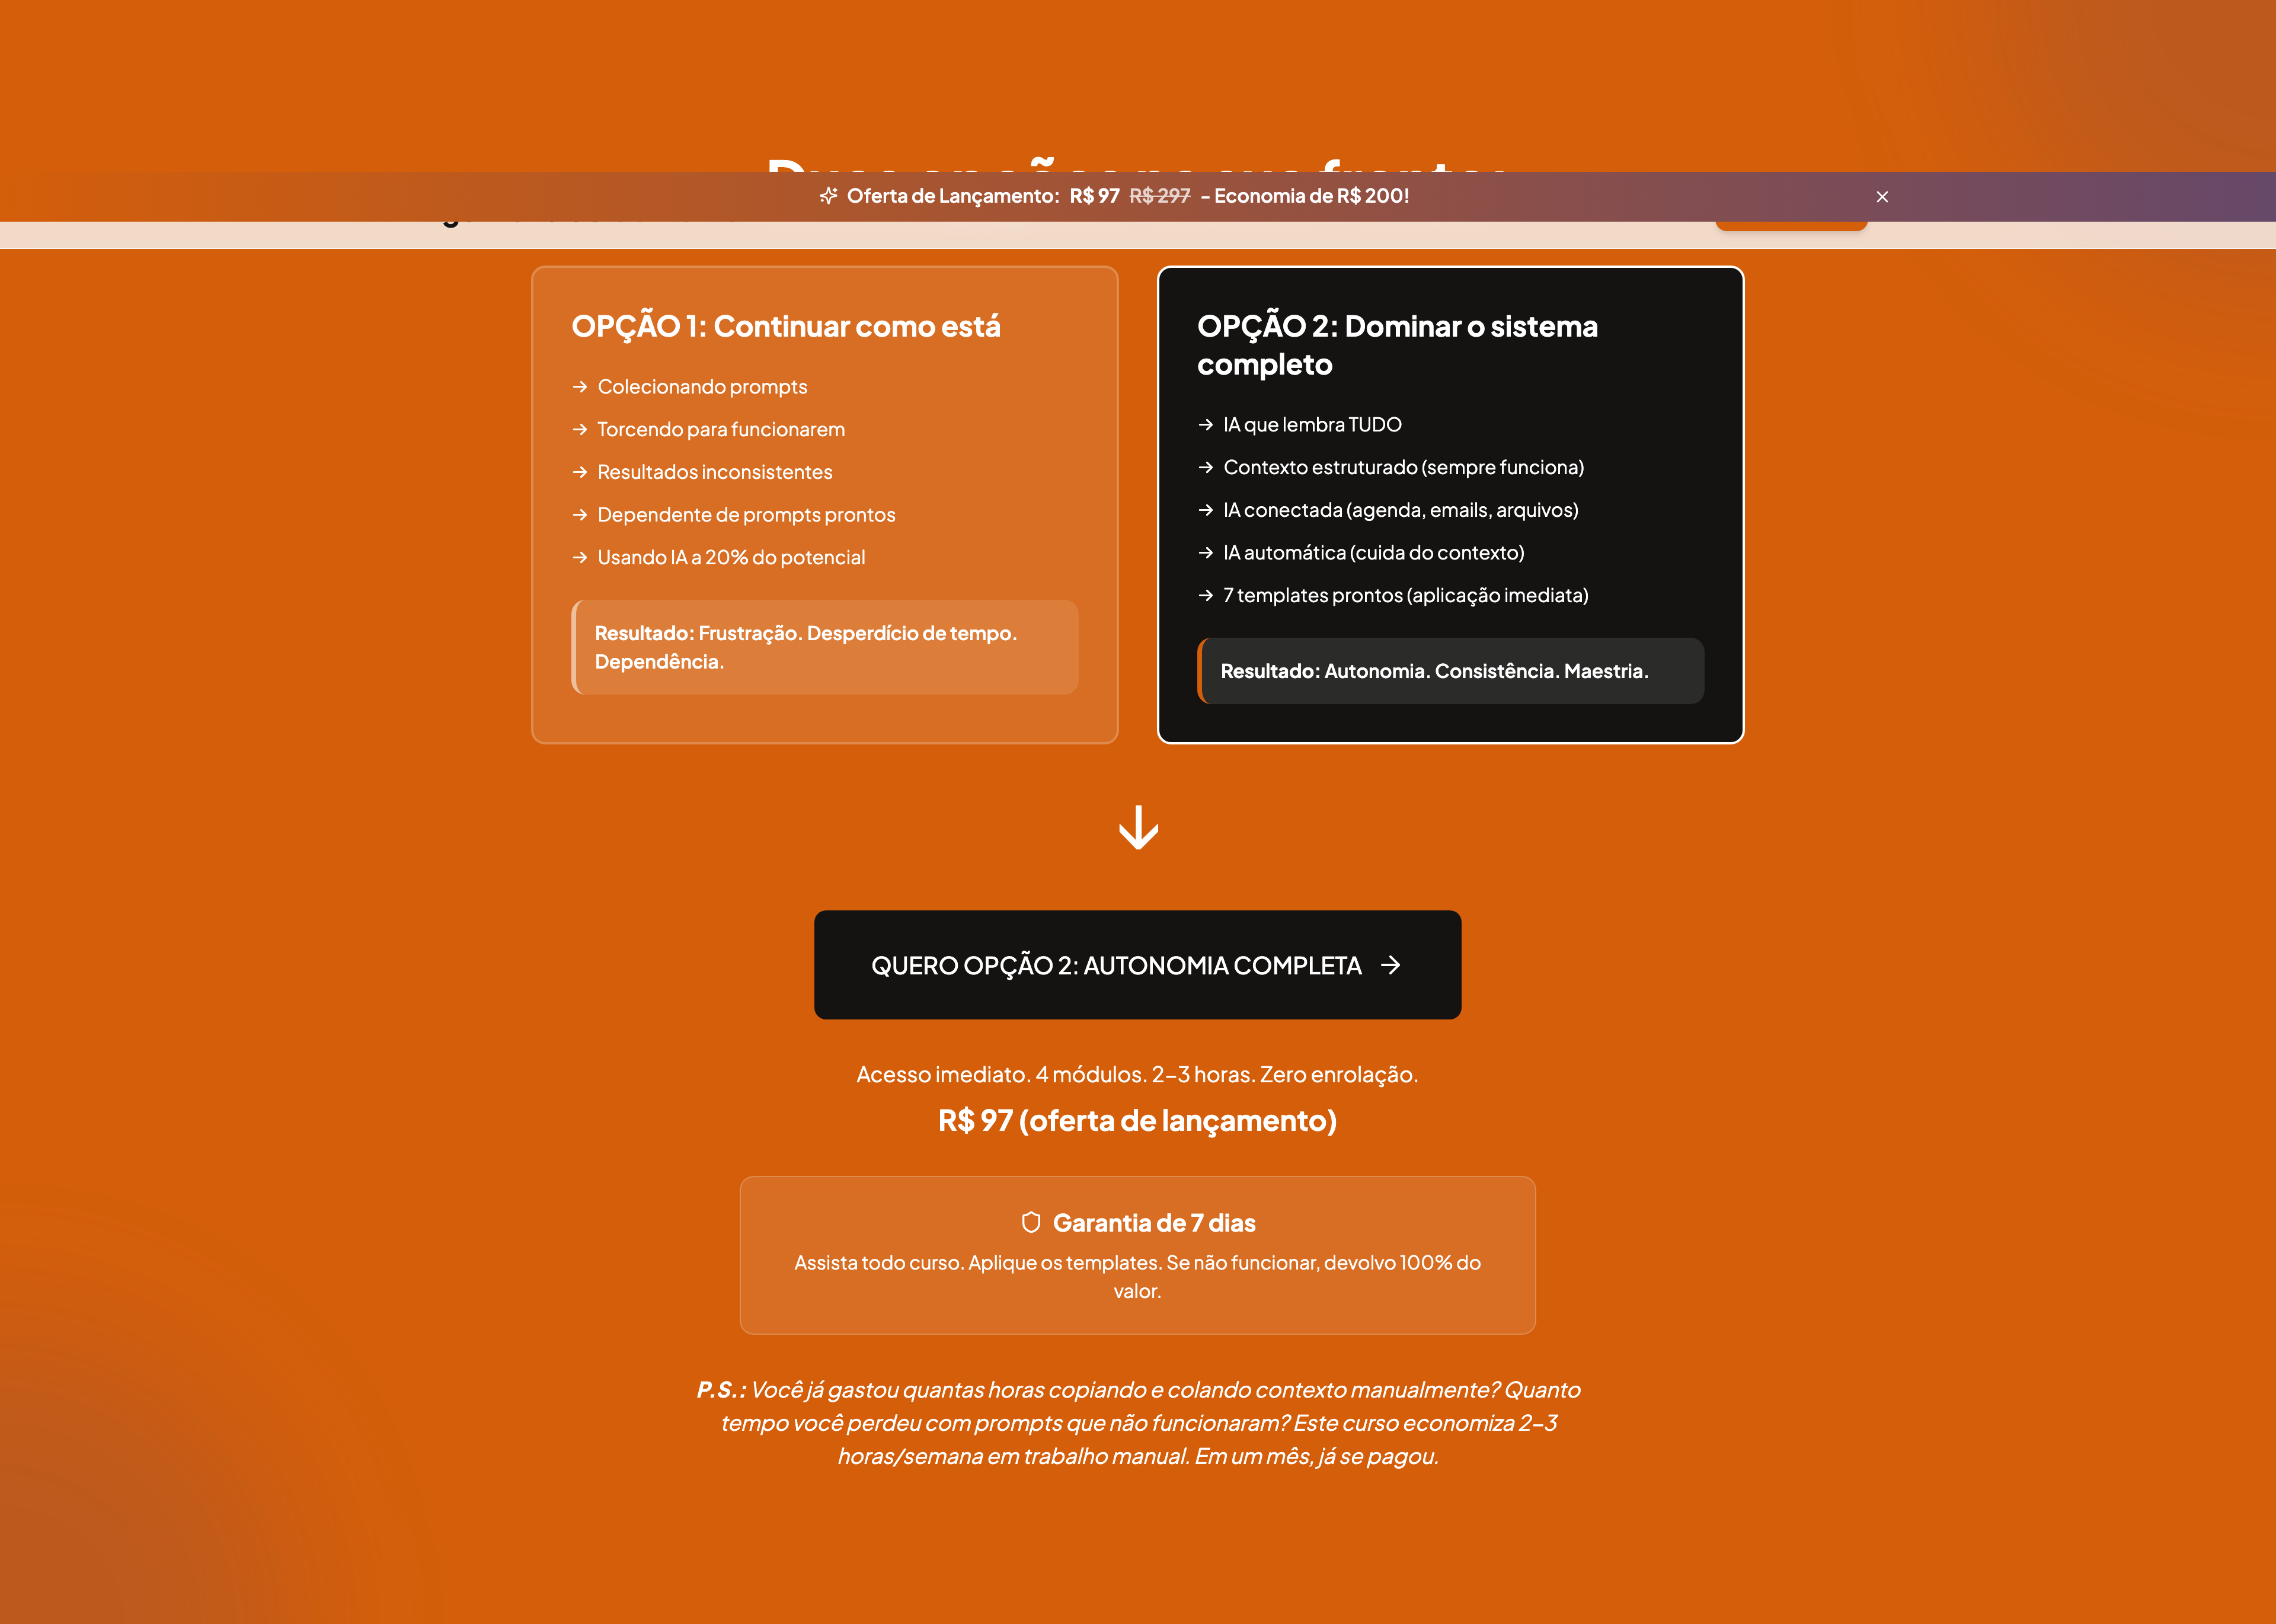 Oferta de Lançamento: R$ 97 R$ 297 - Economia de R$ 200!
OPÇÃO 1: Continuar como está
→ Colecionando prompts
→ Torcendo para funcionarem
→ Resultados inconsistentes
→ Dependente de prompts prontos
→ Usando IA a 20% do potencial
Resultado: Frustração. Desperdício de tempo.
Dependência.
OPÇÃO 2: Dominar o sistema
completo
→ IA que lembra TUDO
→ Contexto estruturado (sempre funciona)
→ IA conectada (agenda, emails, arquivos)
→ IA automática (cuida do contexto)
→ 7 templates prontos (aplicação imediata)
Resultado: Autonomia. Consistência. Maestria.
QUERO OPÇÃO 2: AUTONOMIA COMPLETA →
Acesso imediato. 4 módulos. 2–3 horas. Zero enrolação.
R$ 97 (oferta de lançamento)
Garantia de 7 dias
Assista todo curso. Aplique os templates. Se não funcionar, devolvo 100% do
valor.
P.S.: Você já gastou quantas horas copiando e colando contexto manualmente? Quanto
tempo você perdeu com prompts que não funcionaram? Este curso economiza 2–3
horas/semana em trabalho manual. Em um mês, já se pagou.